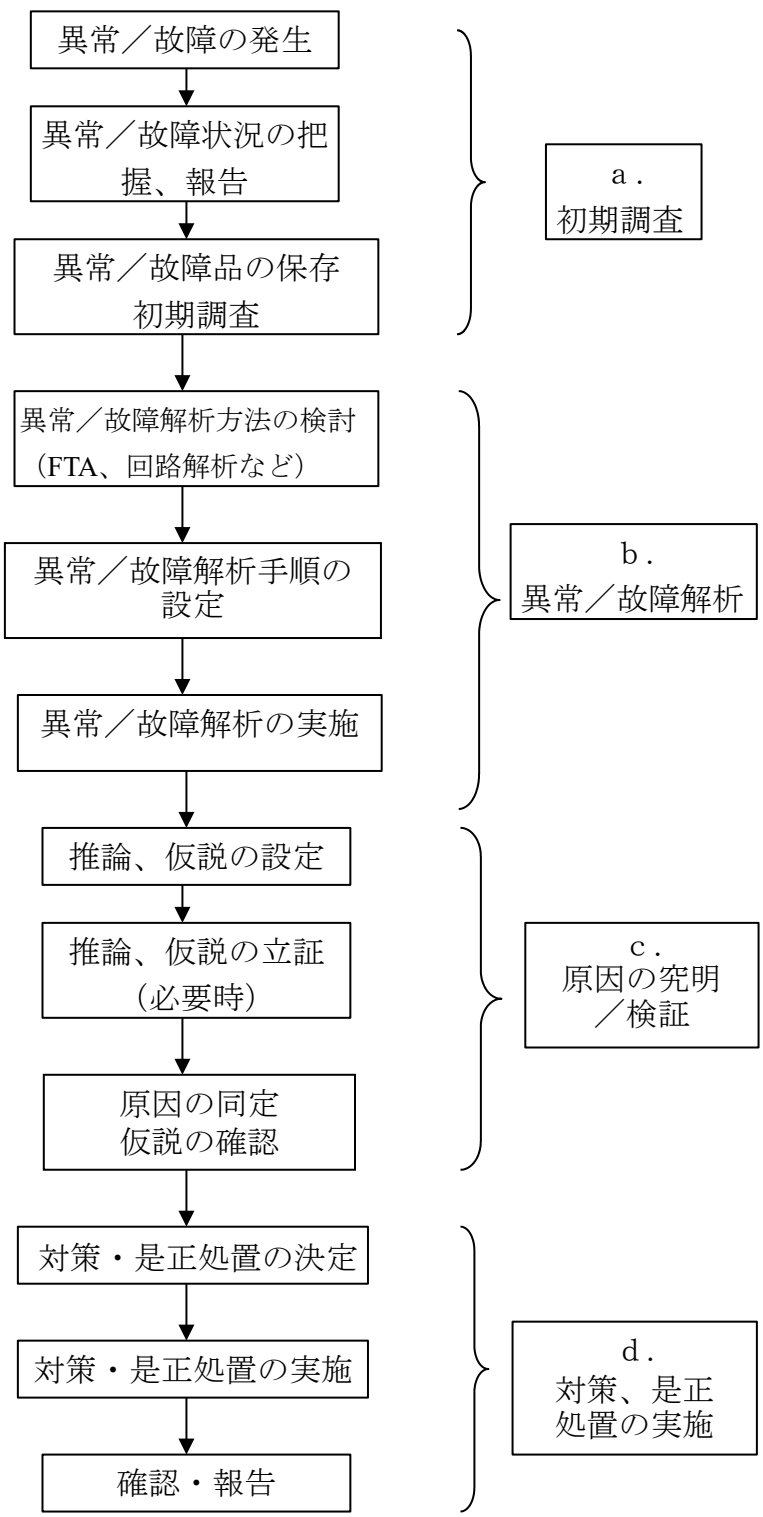 異常／故障の発生
異常／故障状況の把
握、報告
a．
初期調査
異常／故障品の保存
初期調査
異常／故障解析方法の検討
（FTA、回路解析など）
異常／故障解析手順の
設定
b．
異常／故障解析
異常／故障解析の実施
推論、仮説の設定
推論、仮説の立証
（必要時）
c．
原因の究明
／検証
原因の同定
仮説の確認
対策・是正処置の決定
対策・是正処置の実施
d．
対策、是正
処置の実施
確認・報告